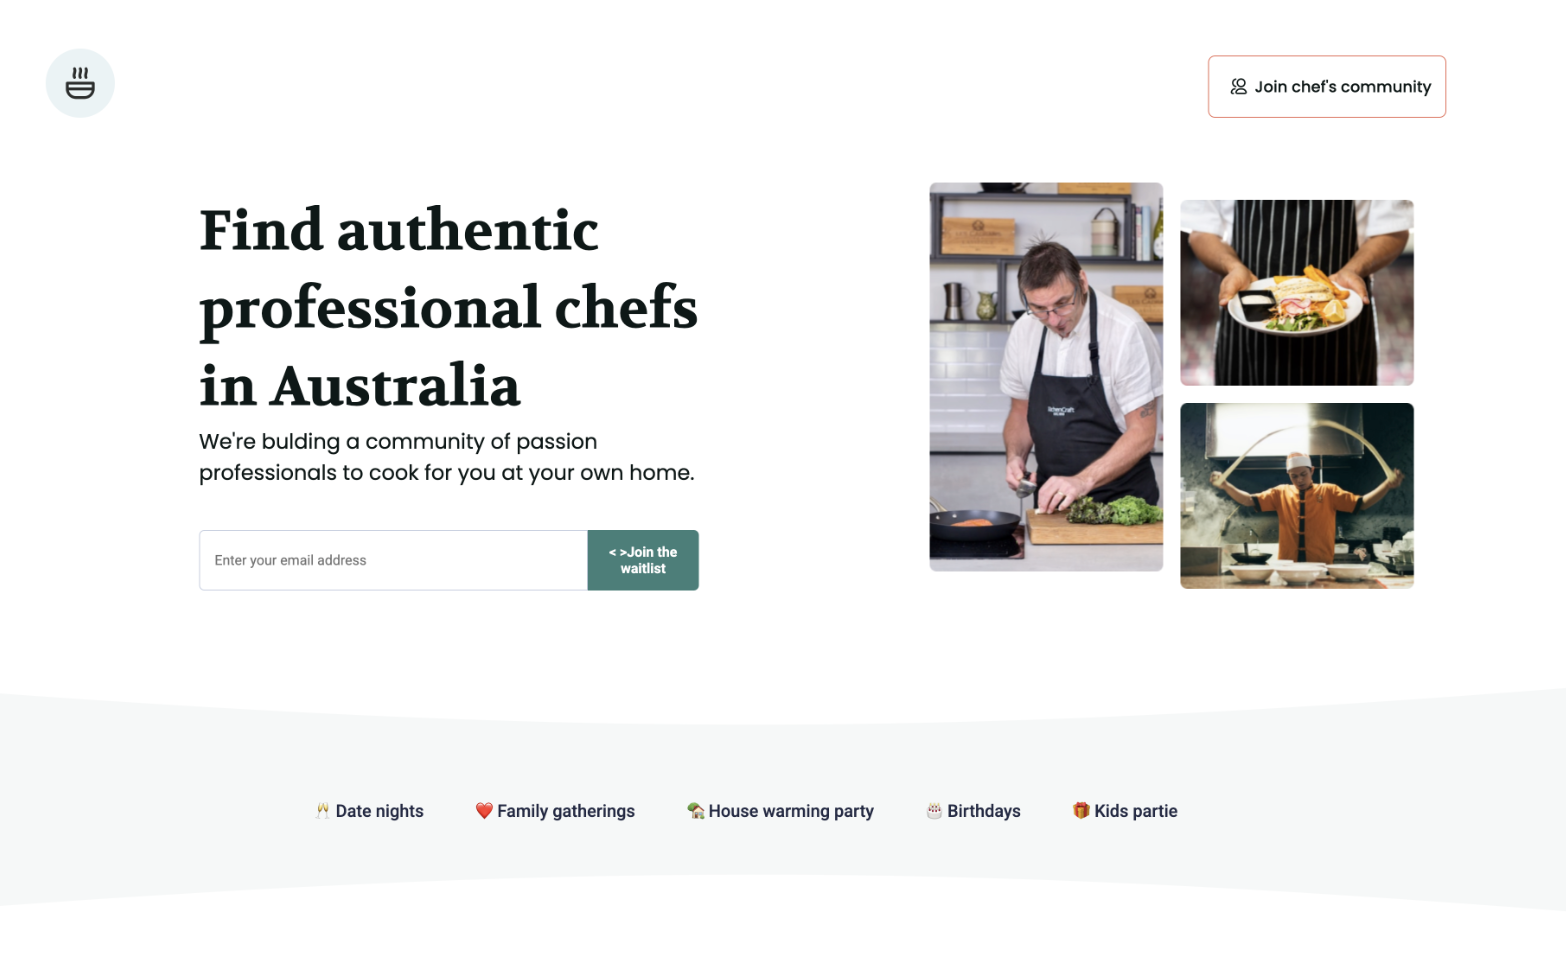 Join chef's community
Find authentic
professional chefs
in Australia
We're bulding a community of passion
professionals to cook for you at your own home.
Enter your email address
< >Join the
waitlist
🥂 Date nights ❤️ Family gatherings 🏡 House warming party 🎂 Birthdays 🎁 Kids partie